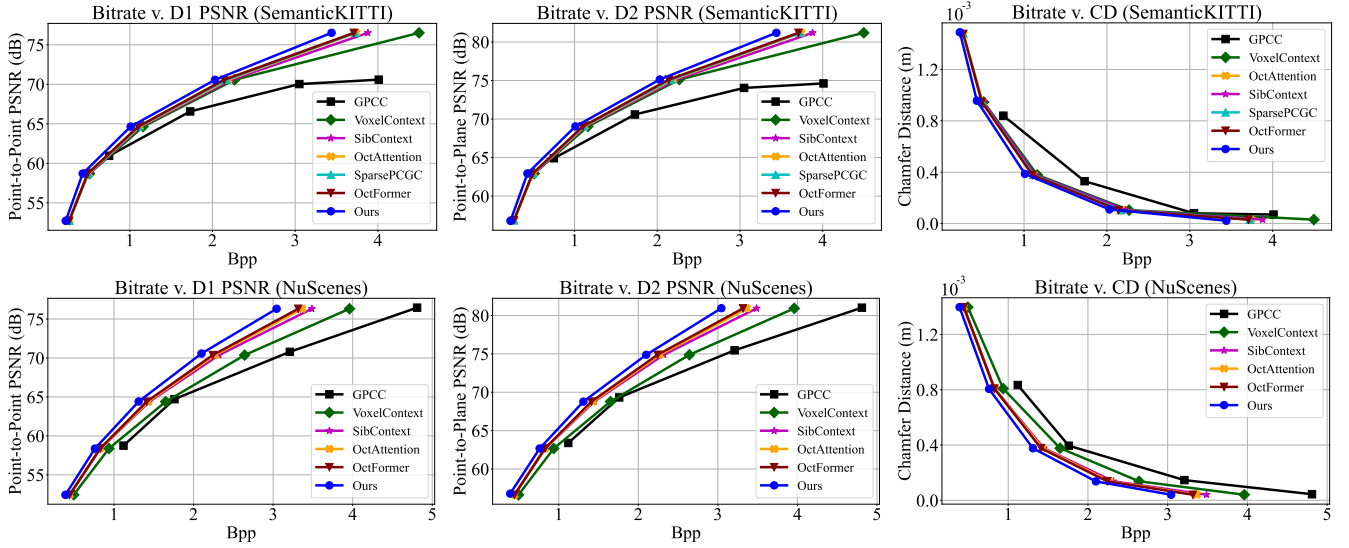 Bitrate v. D1 PSNR (SemanticKITTI)
Point-to-Point PSNR (dB)
75
70
65
60
55
1
2
3
4
Bpp
GPCC
VoxelContext
SibContext
OctAttention
SparsePCGC
OctFormer
Ours
Bitrate v. D2 PSNR (SemanticKITTI)
Point-to-Plane PSNR (dB)
80
75
70
65
60
1
2
3
4
Bpp
GPCC
VoxelContext
SibContext
OctAttention
SparsePCGC
OctFormer
Ours
Bitrate v. CD (SemanticKITTI)
10⁻³
Chamfer Distance (m)
1.2
0.8
0.4
0.0
1
2
3
4
Bpp
GPCC
VoxelContext
OctAttention
SibContext
SparsePCGC
OctFormer
Ours
Bitrate v. D1 PSNR (NuScenes)
Point-to-Point PSNR (dB)
75
70
65
60
55
1
2
3
4
5
Bpp
GPCC
VoxelContext
SibContext
OctAttention
OctFormer
Ours
Bitrate v. D2 PSNR (NuScenes)
Point-to-Plane PSNR (dB)
80
75
70
65
60
1
2
3
4
5
Bpp
GPCC
VoxelContext
SibContext
OctAttention
OctFormer
Ours
Bitrate v. CD (NuScenes)
10⁻³
Chamfer Distance (m)
1.2
0.8
0.4
0.0
1
2
3
4
5
Bpp
GPCC
VoxelContext
SibContext
OctAttention
OctFormer
Ours